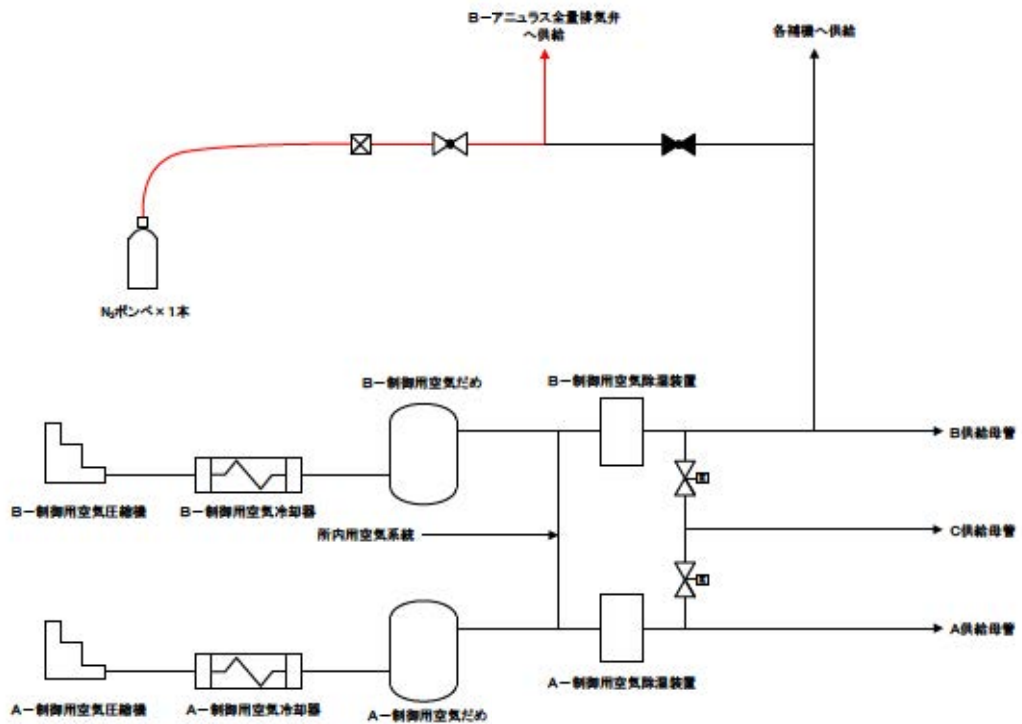 B－アニュラス全量排気弁
へ供給
各補機へ供給
N₂ボンベ×1本
B－制御用空気だめ
B－制御用空気除湿装置
B供給母管
B－制御用空気圧縮機
B－制御用空気冷却器
所内用空気系統
C供給母管
A供給母管
A－制御用空気圧縮機
A－制御用空気冷却器
A－制御用空気だめ
A－制御用空気除湿装置